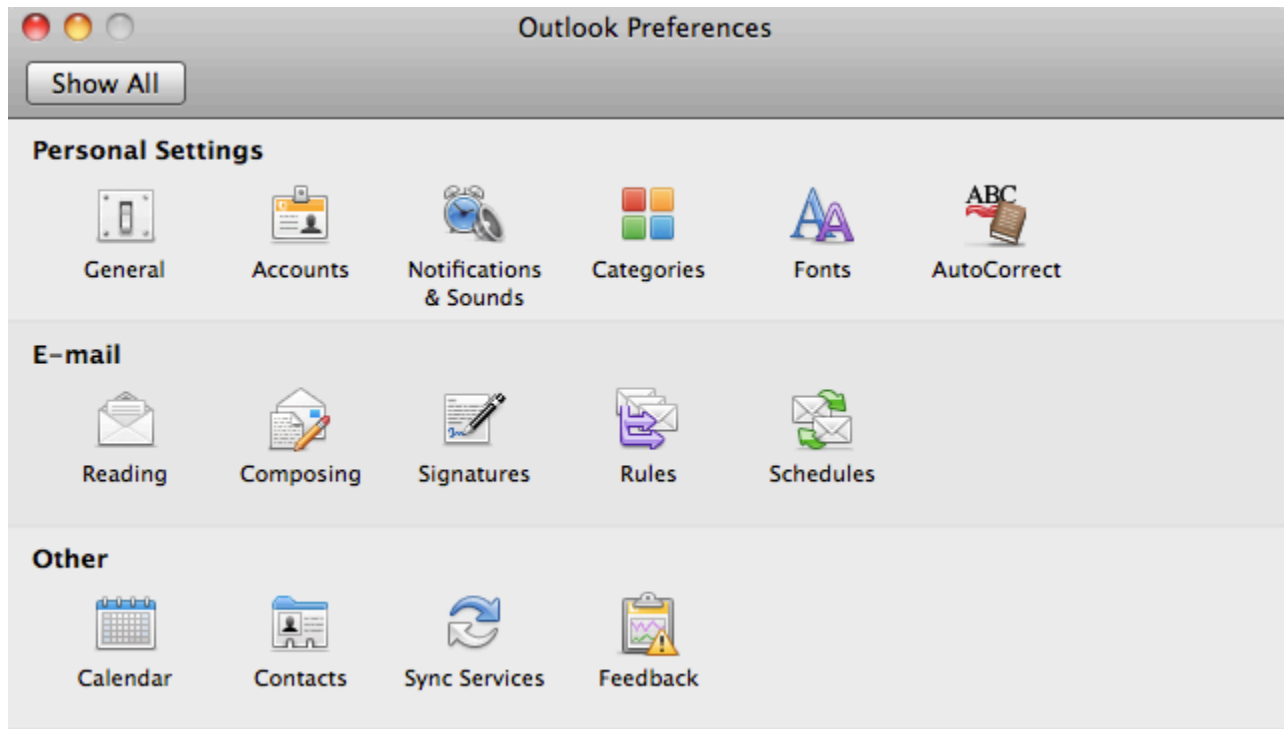 Outlook Preferences
Show All
Personal Settings
General
Accounts
Notifications
& Sounds
Categories
Fonts
ABC
AutoCorrect
E-mail
Reading
Composing
Signatures
Rules
Schedules
Other
Calendar
Contacts
Sync Services
Feedback